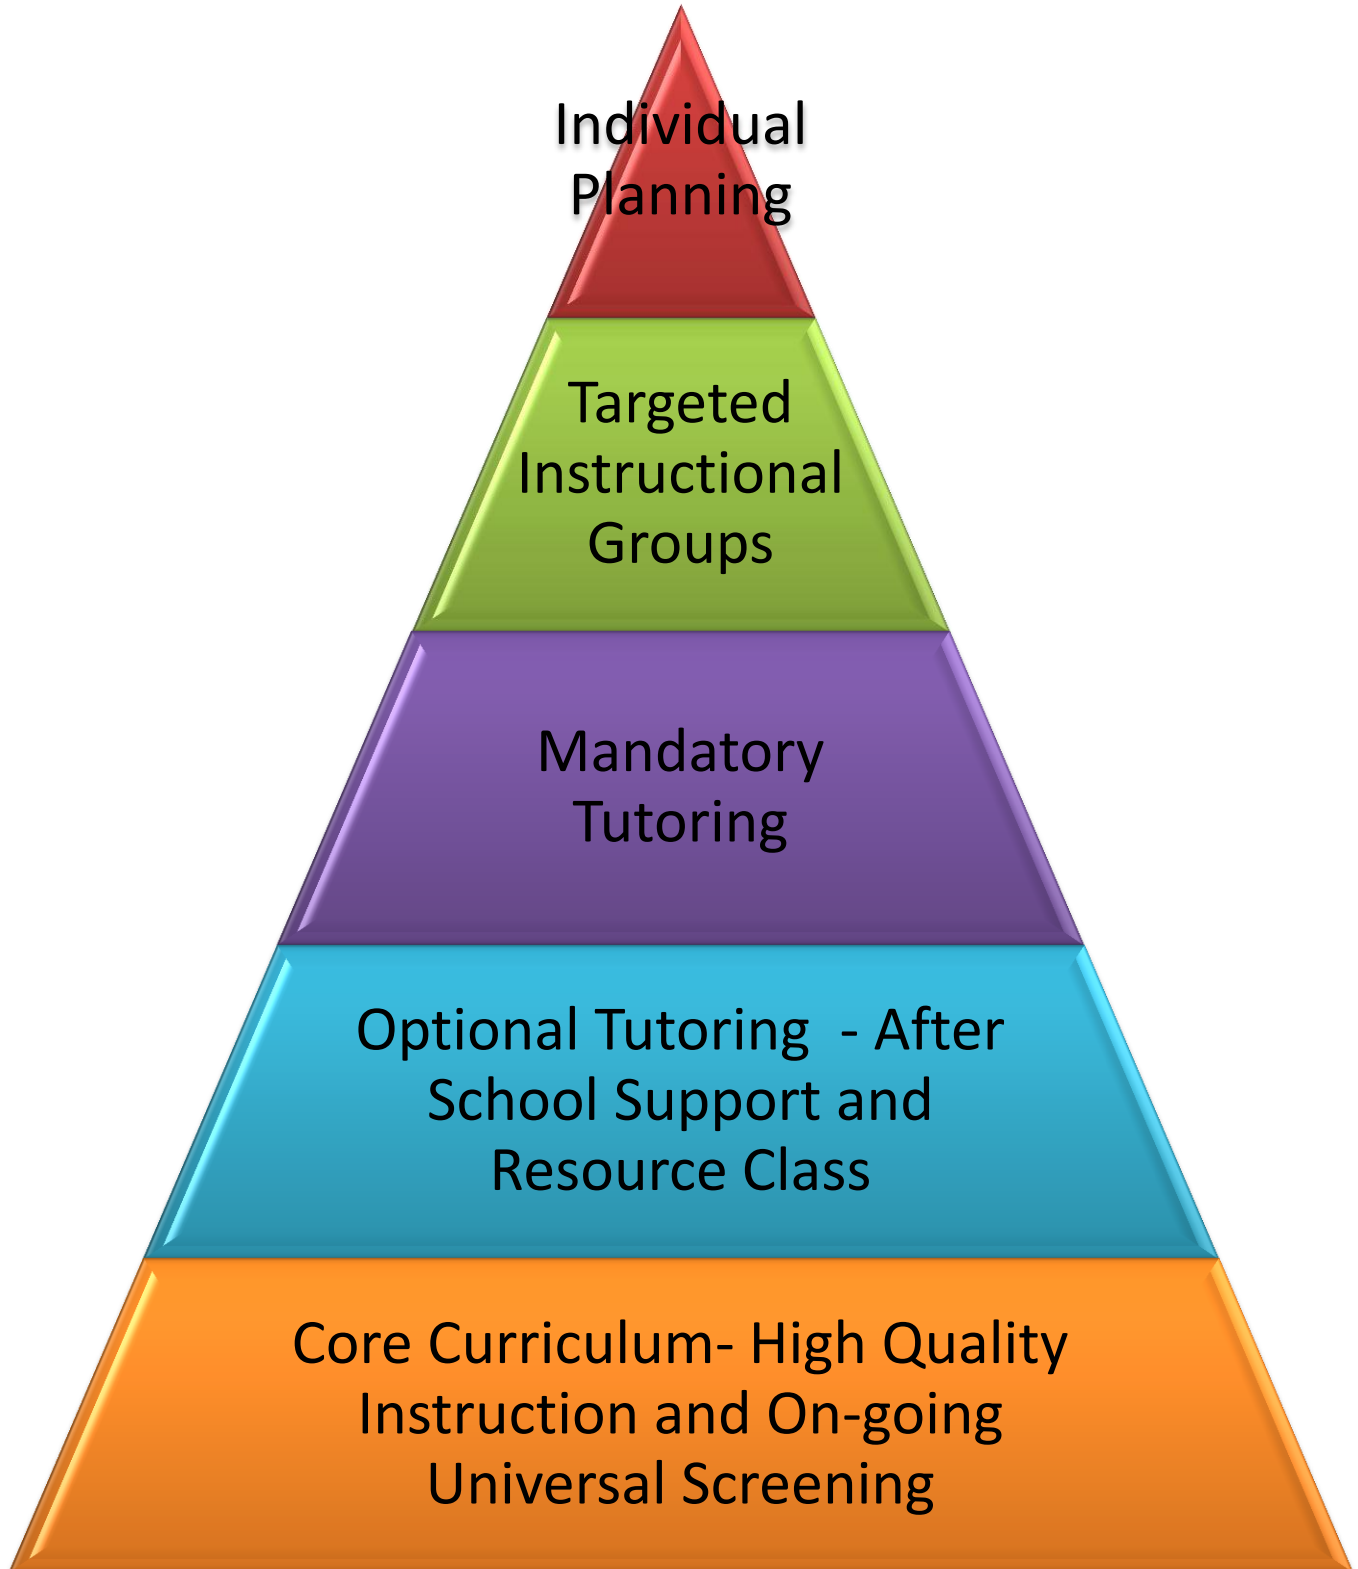 Individual
Planning
Targeted
Instructional
Groups
Mandatory
Tutoring
Optional Tutoring  - After
School Support and
Resource Class
Core Curriculum- High Quality
Instruction and On-going
Universal Screening